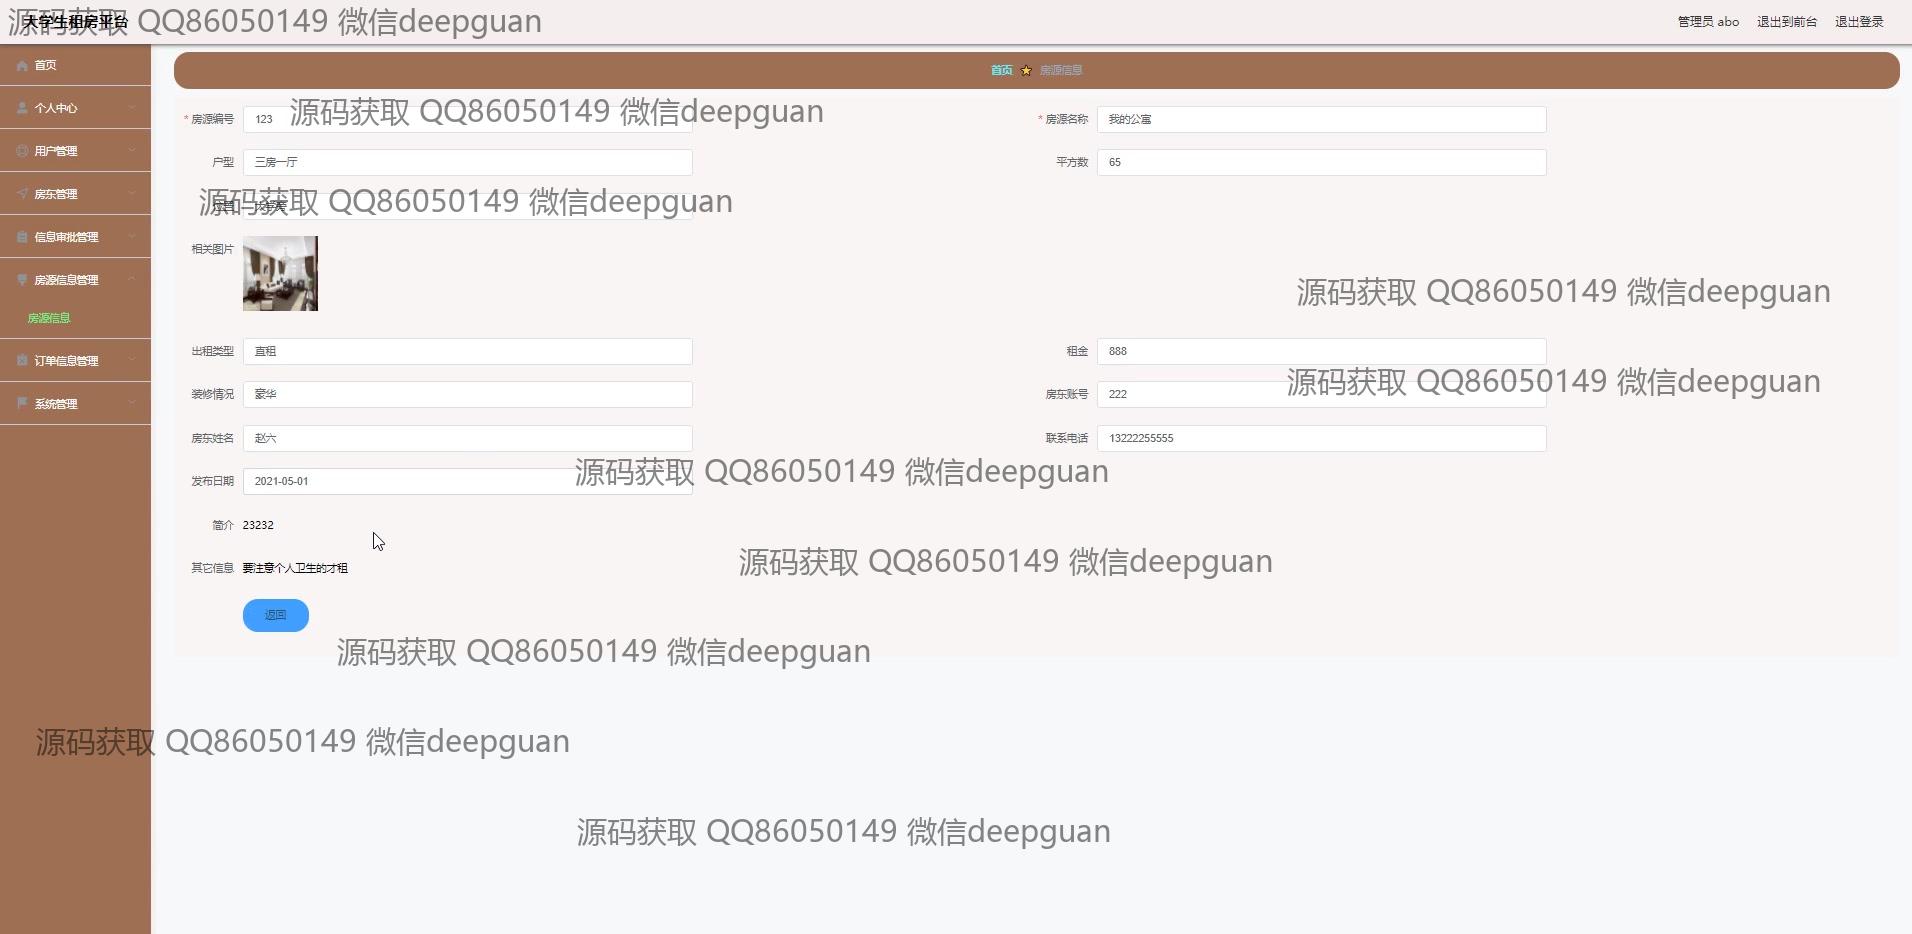 大学生租房平台
源码获取 QQ86050149 微信deepguan
管理员 abo 退出到前台 退出登录
首页
个人中心
用户管理
房东管理
信息审批管理
房源信息管理
房源信息
订单信息管理
系统管理
首页 房源信息
* 房源编号 123
* 房源名称 我的公寓
源码获取 QQ86050149 微信deepguan
户型 三房一厅
平方数 65
源码获取 QQ86050149 微信deepguan
相关图片
源码获取 QQ86050149 微信deepguan
出租类型 直租
租金 888
源码获取 QQ86050149 微信deepguan
装修情况 豪华
房东账号 222
房东姓名 赵六
联系电话 13222255555
源码获取 QQ86050149 微信deepguan
发布日期 2021-05-01
简介 23232
源码获取 QQ86050149 微信deepguan
其它信息 要注意个人卫生的才租
返回
源码获取 QQ86050149 微信deepguan
源码获取 QQ86050149 微信deepguan
源码获取 QQ86050149 微信deepguan